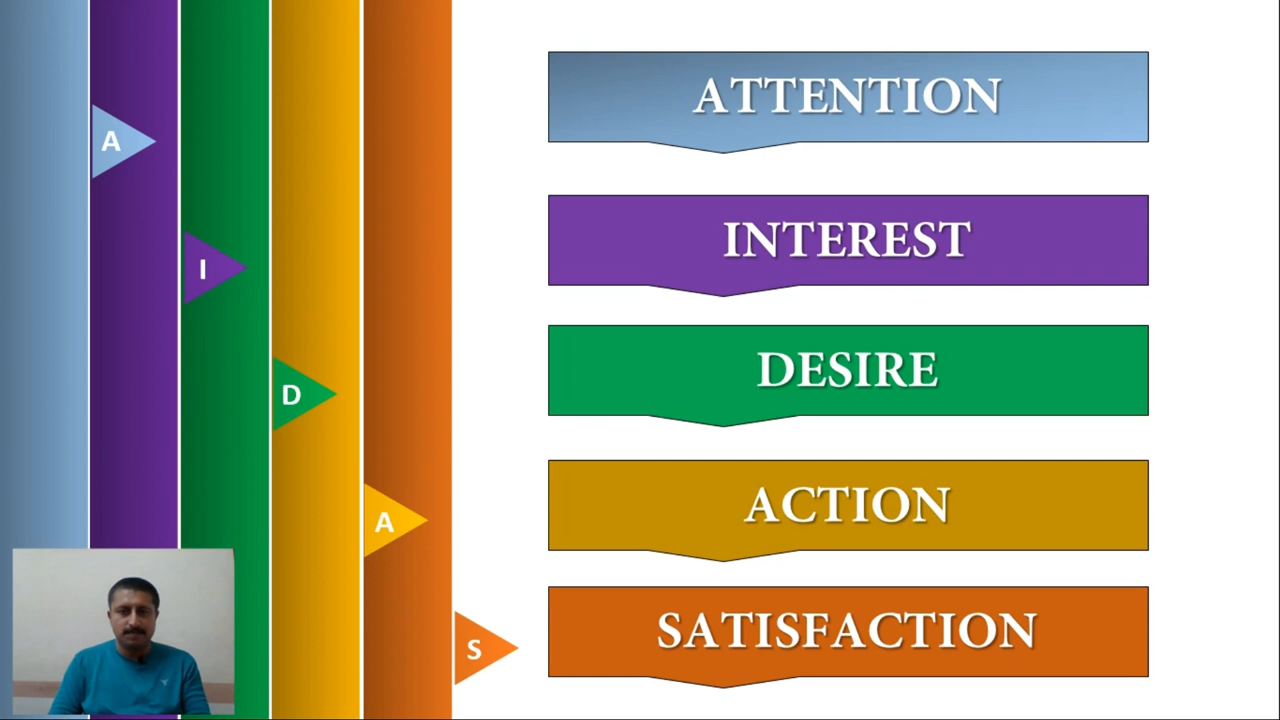 A
ATTENTION
I
INTEREST
D
DESIRE
A
ACTION
S
SATISFACTION